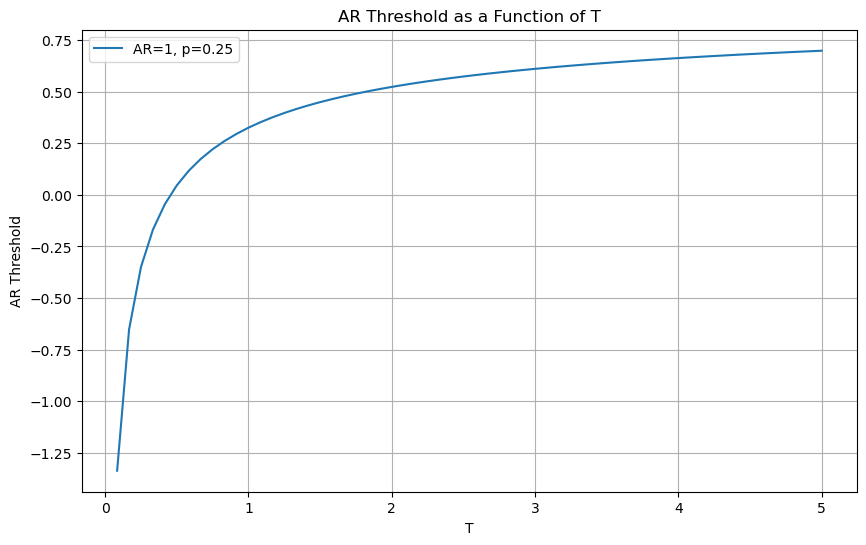 AR Threshold as a Function of T
AR=1, p=0.25
0.75
0.50
0.25
0.00
−0.25
−0.50
−0.75
−1.00
−1.25
AR Threshold
0 1 2 3 4 5
T